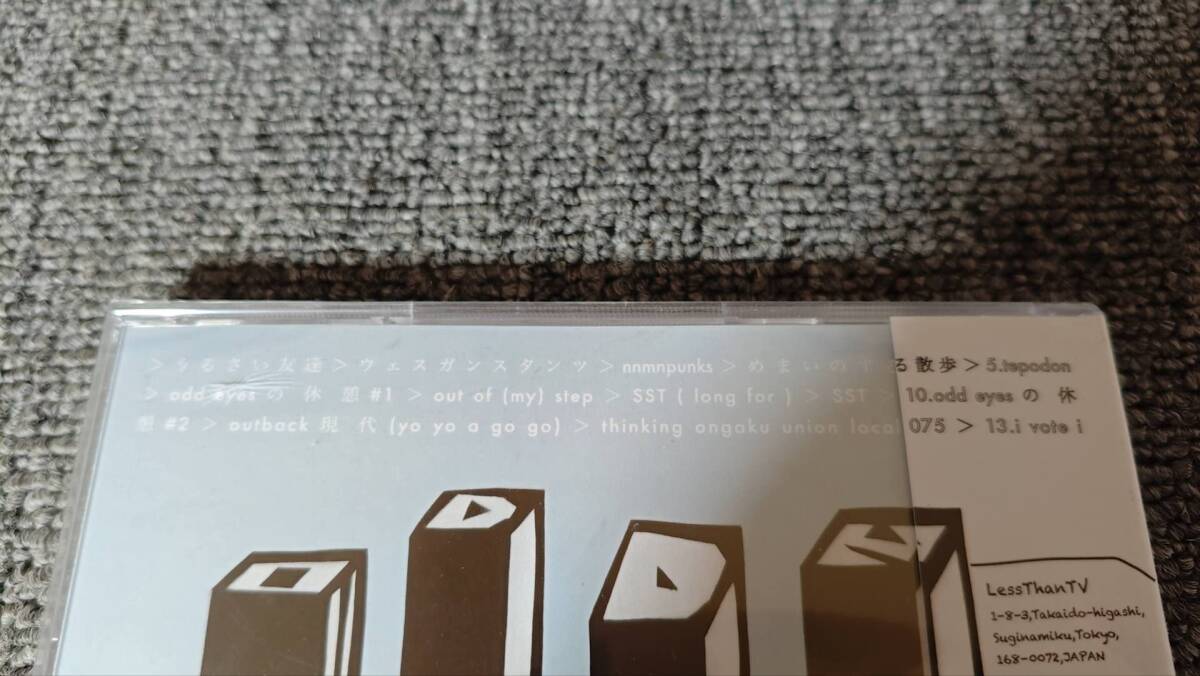 > うるさい友達 > ウェスガンスタンツ > nnmnpunks > めまいのする散歩 > 5.tepodon
> odd eyes の 休 憩 #1 > out of (my) step > SST ( long for ) > SST > 10.odd eyes の 休
憩 #2 > outback 現 代 (yo yo a go go) > thinking ongaku union local 075 > 13.i vote i
LessThanTV
1-8-3,Takaido-higashi,
Suginamiku,Tokyo,
168-0072,JAPAN